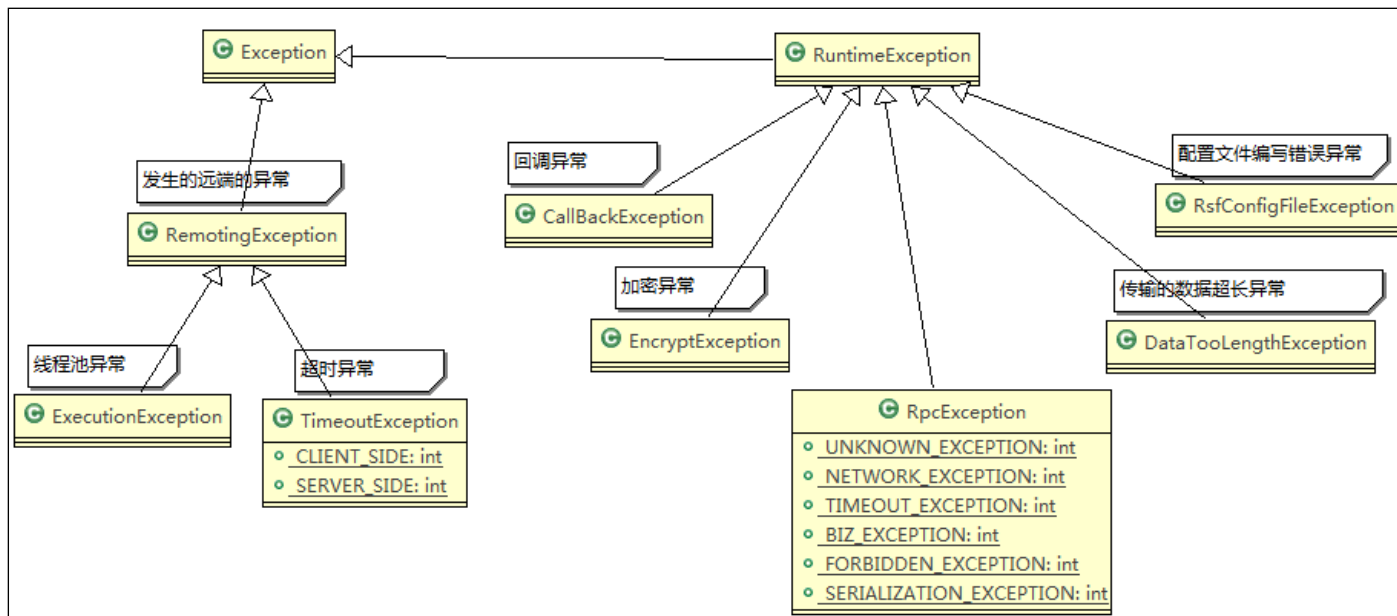 Exception
RuntimeException
回调异常
配置文件编写错误异常
发生的远端的异常
CallBackException
RsfConfigFileException
RemotingException
加密异常
传输的数据超长异常
EncryptException
DataTooLengthException
线程池异常
超时异常
ExecutionException
TimeoutException
CLIENT_SIDE: int
SERVER_SIDE: int
RpcException
UNKNOWN_EXCEPTION: int
NETWORK_EXCEPTION: int
TIMEOUT_EXCEPTION: int
BIZ_EXCEPTION: int
FORBIDDEN_EXCEPTION: int
SERIALIZATION_EXCEPTION: int